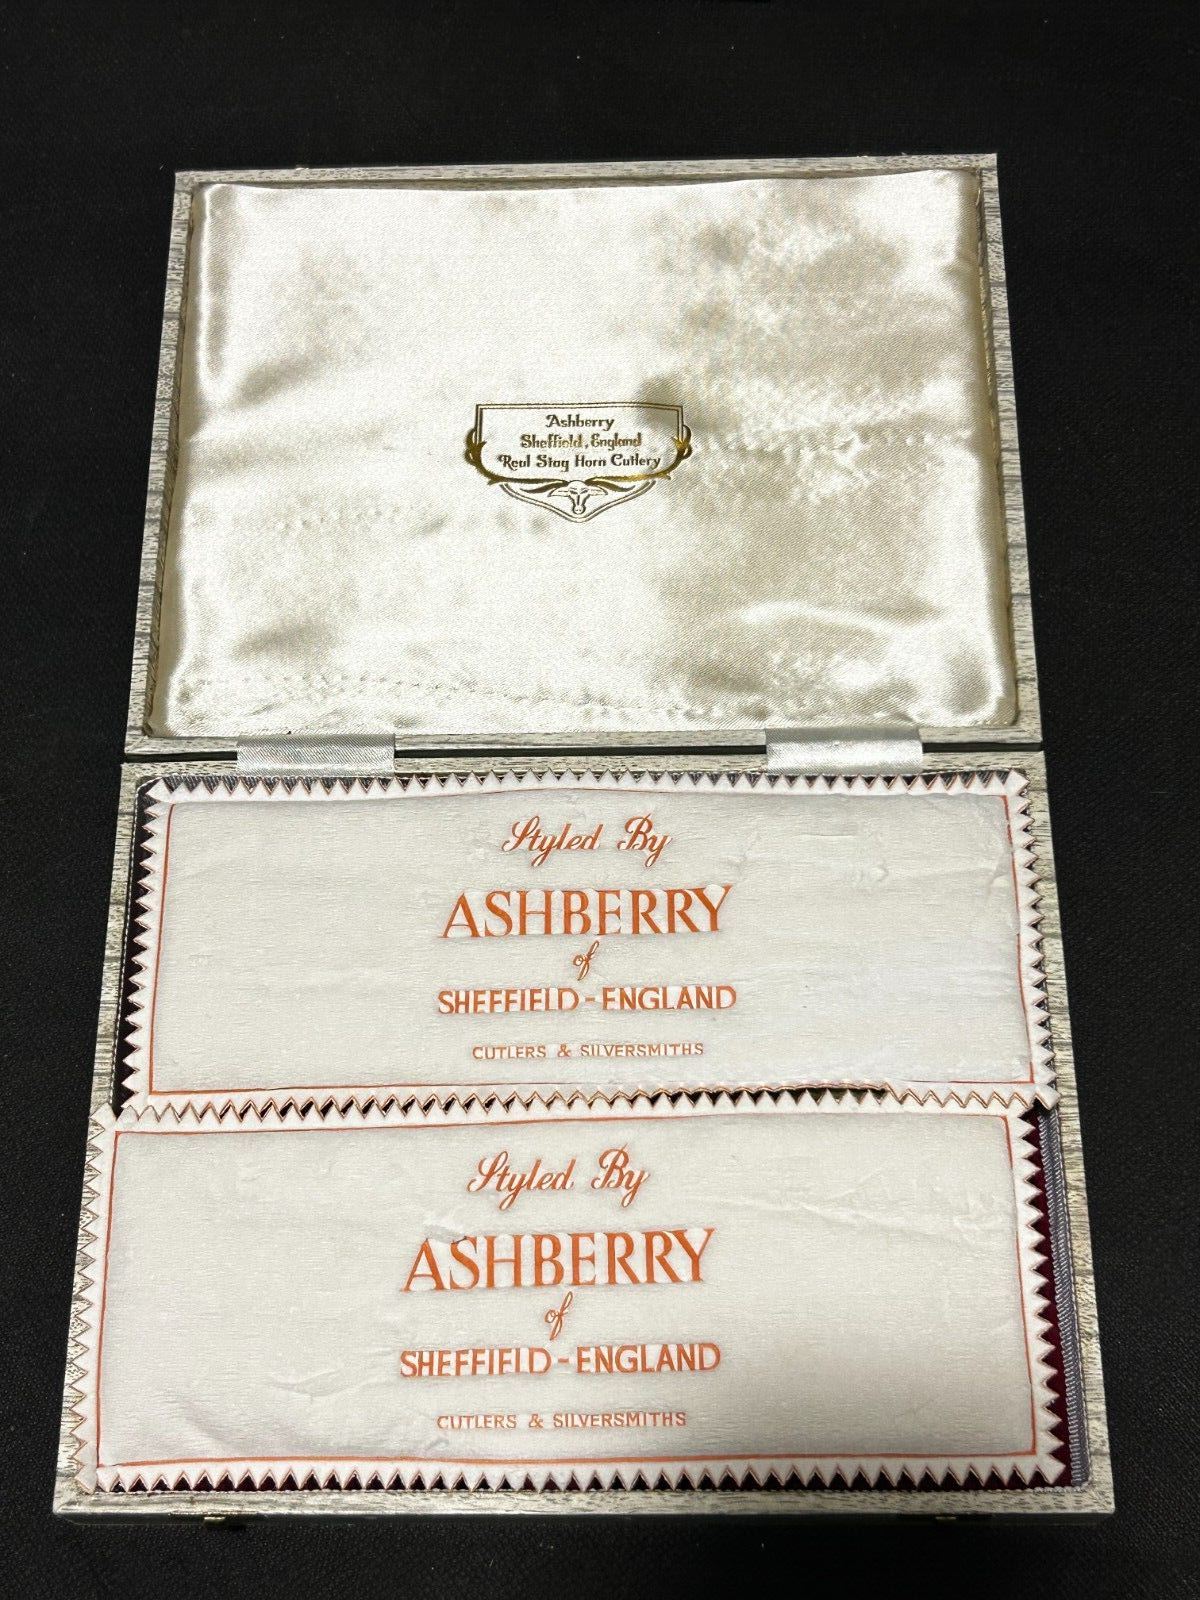 Ashberry
Sheffield, England
Real Stag Horn Cutlery
Styled By
ASHBERRY
of
SHEFFIELD - ENGLAND
CUTLERS & SILVERSMITHS
Styled By
ASHBERRY
of
SHEFFIELD - ENGLAND
CUTLERS & SILVERSMITHS